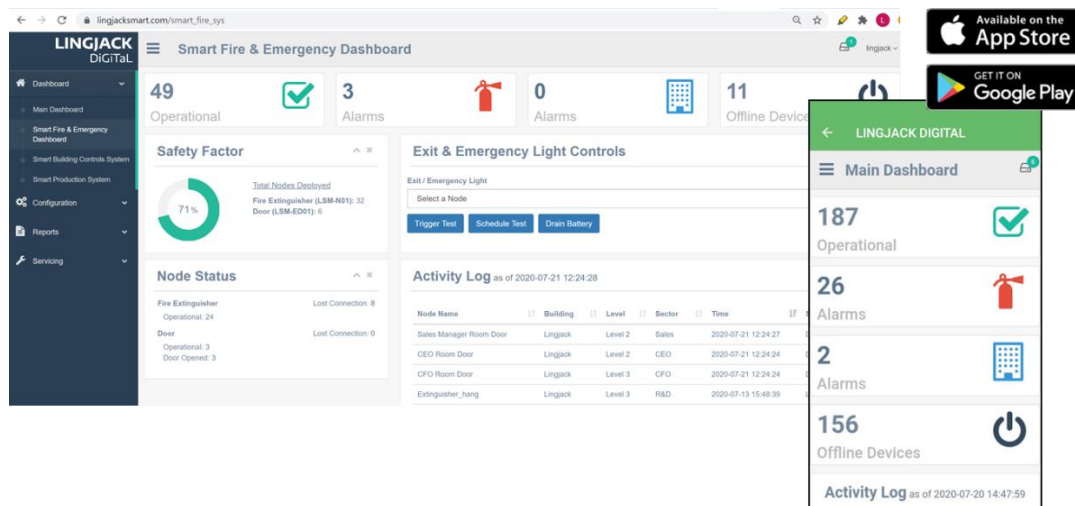 lingjacksmart.com/smart_fire_sys
LINGJACK
DiGiTaL
Smart Fire & Emergency Dashboard
1
lingjack
L
Dashboard
Main Dashboard
Smart Fire & Emergency
Dashboard
Smart Building Controls System
Smart Production System
Configuration
Reports
Servicing
49
Operational
3
Alarms
0
Alarms
11
Offline Device
Safety Factor
71%
Total Nodes Deployed
Fire Extinguisher (LSM-N01): 32
Door (LSM-ED01): 6
Exit & Emergency Light Controls
Exit / Emergency Light
Select a Node
Trigger Test
Schedule Test
Drain Battery
Node Status
Fire Extinguisher
Lost Connection: 8
Operational: 24
Door
Lost Connection: 0
Operational: 3
Door Opened: 3
Activity Log as of 2020-07-21 12:24:28
Node Name Building Level Sector Time
Sales Manager Room Door Lingjack Level 2 Sales 2020-07-21 12:24:27
CEO Room Door Lingjack Level 2 CEO 2020-07-21 12:24:24
CFO Room Door Lingjack Level 3 CFO 2020-07-21 12:24:24
Extinguisher_hang Lingjack Level 3 R&D 2020-07-13 15:48:39
Available on the
App Store
GET IT ON
Google Play
LINGJACK DIGITAL
Main Dashboard
187
Operational
26
Alarms
2
Alarms
156
Offline Devices
Activity Log as of 2020-07-20 14:47:59